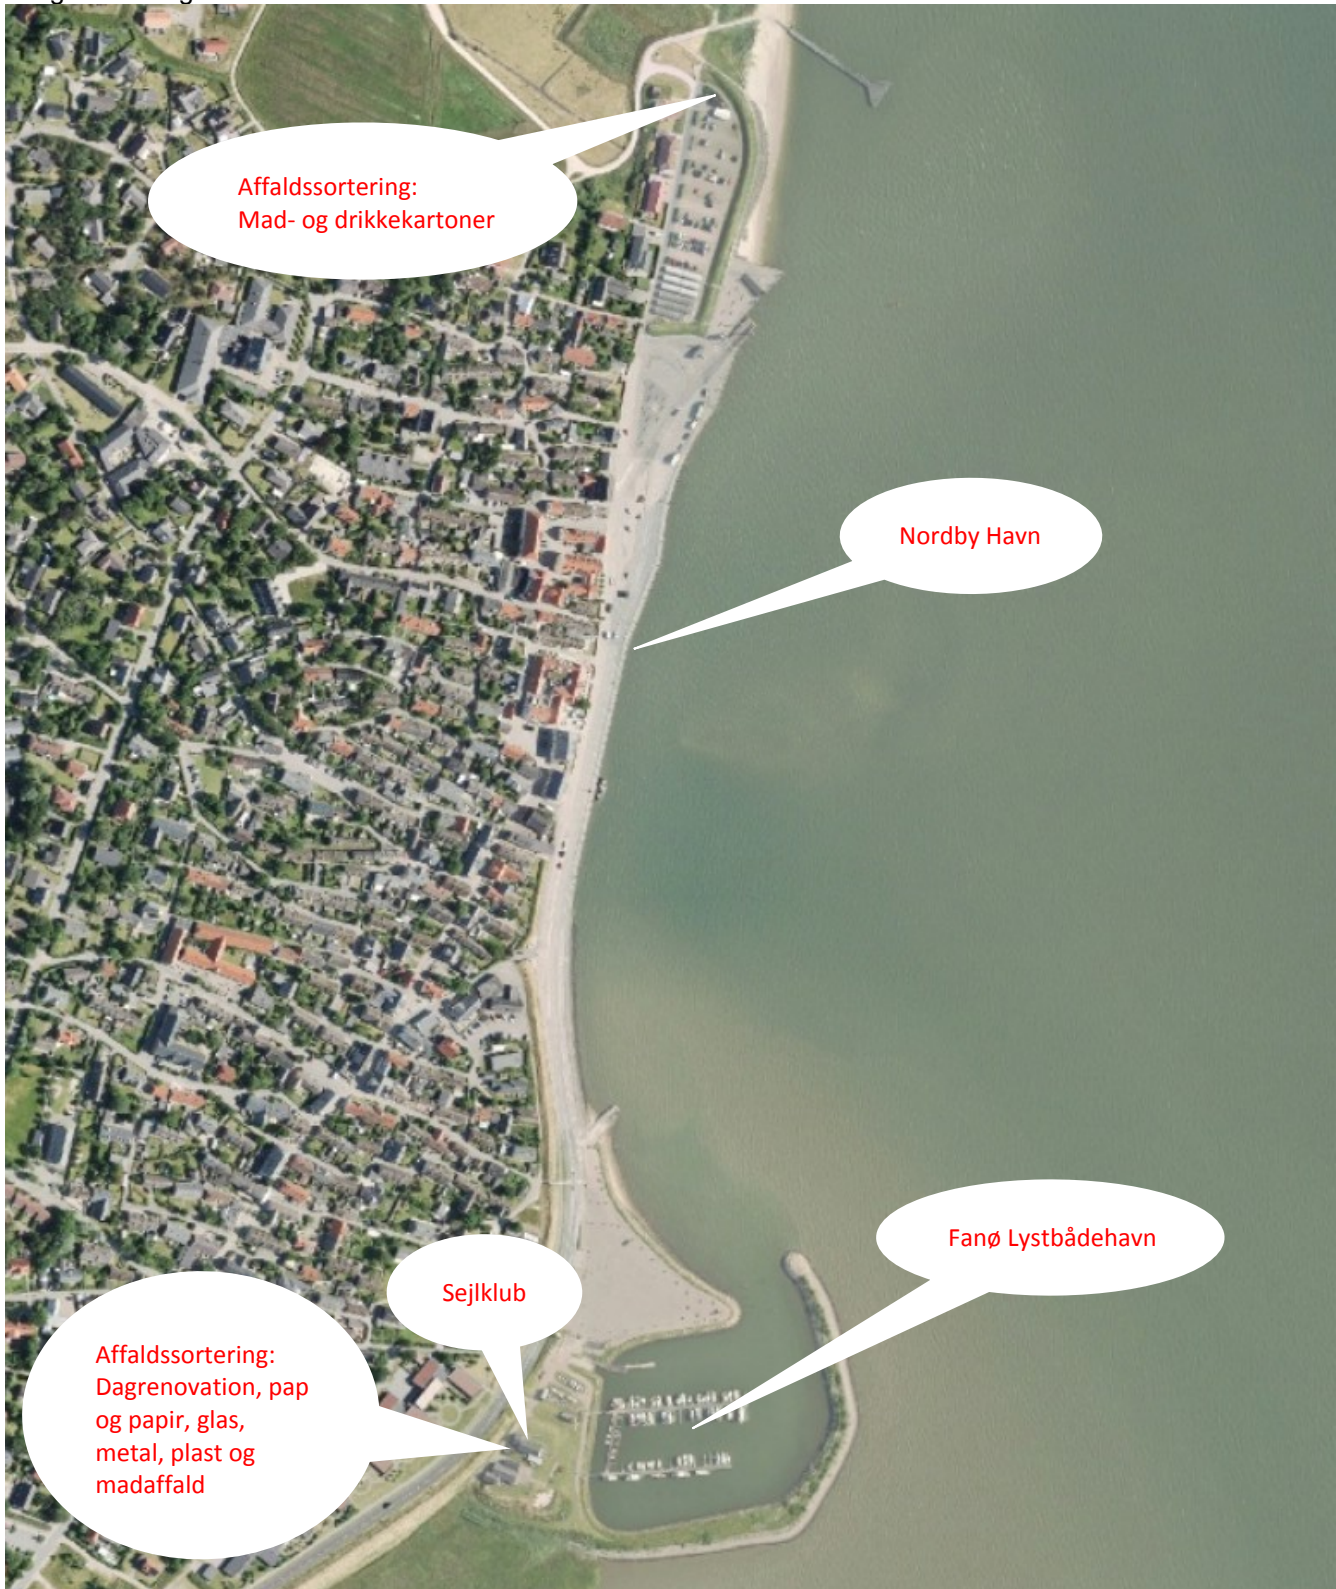 Affaldssortering:
Mad- og drikkekartoner
Nordby Havn
Fanø Lystbådehavn
Sejlklub
Affaldssortering:
Dagrenovation, pap
og papir, glas,
metal, plast og
madaffald